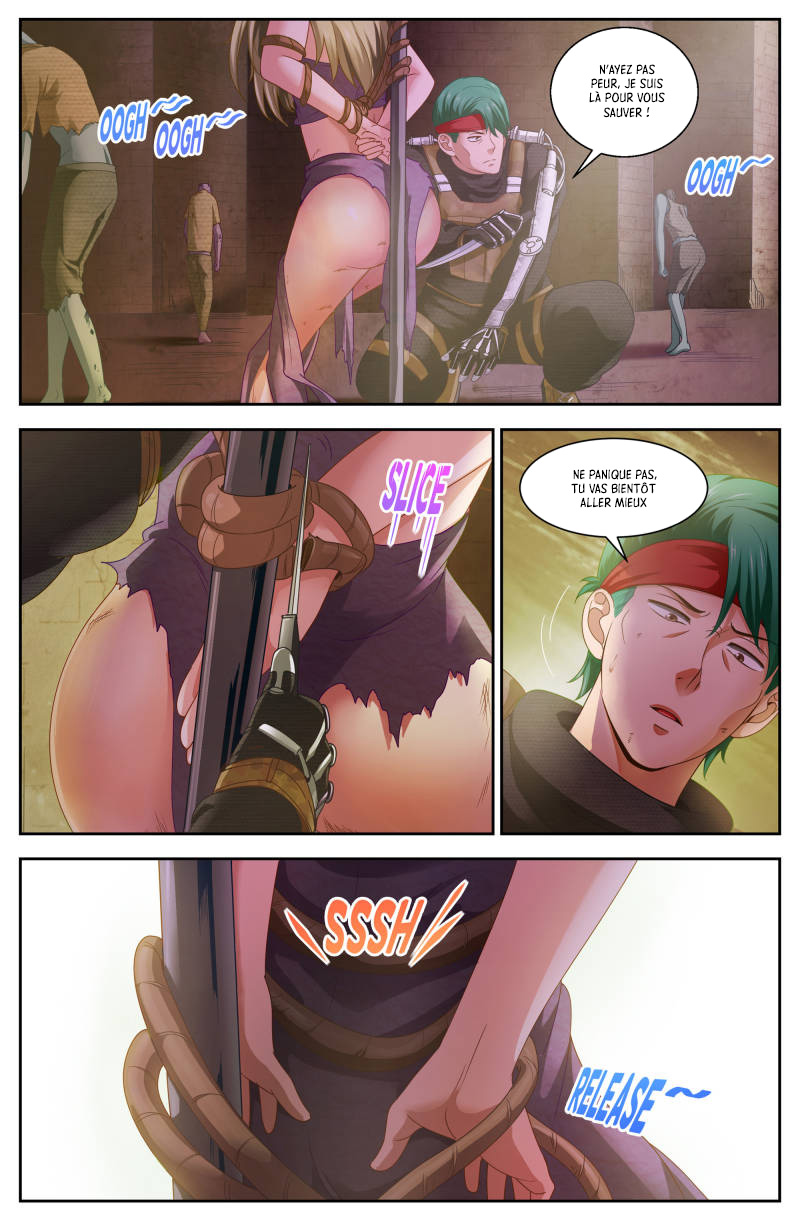 OOGH
OOGH
N'AYEZ PAS
PEUR, JE SUIS
LÀ POUR VOUS
SAUVER !
OOGH
SLICE
NE PANIQUE PAS,
TU VAS BIENTÔT
ALLER MIEUX
SSSH
RELEASE